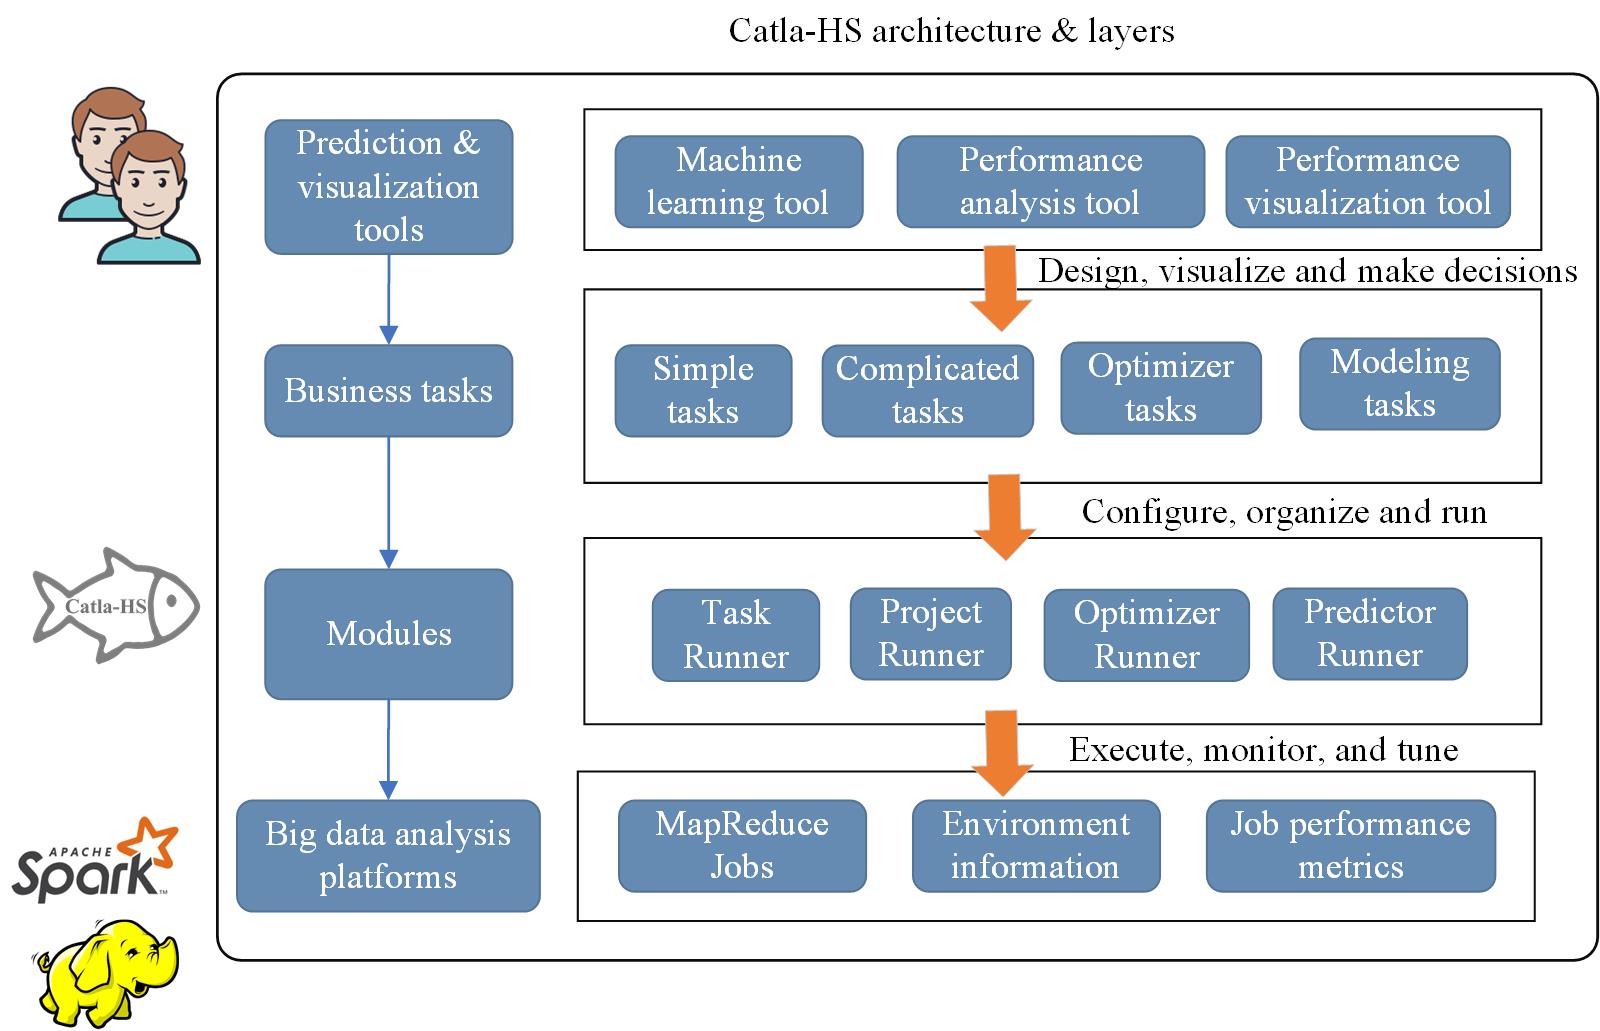 Catla-HS architecture & layers
Prediction &
visualization
tools
Machine
learning tool
Performance
analysis tool
Performance
visualization tool
Design, visualize and make decisions
Business tasks
Simple
tasks
Complicated
tasks
Optimizer
tasks
Modeling
tasks
Configure, organize and run
Catla-HS
Modules
Task
Runner
Project
Runner
Optimizer
Runner
Predictor
Runner
Execute, monitor, and tune
APACHE
Spark™
Big data analysis
platforms
MapReduce
Jobs
Environment
information
Job performance
metrics